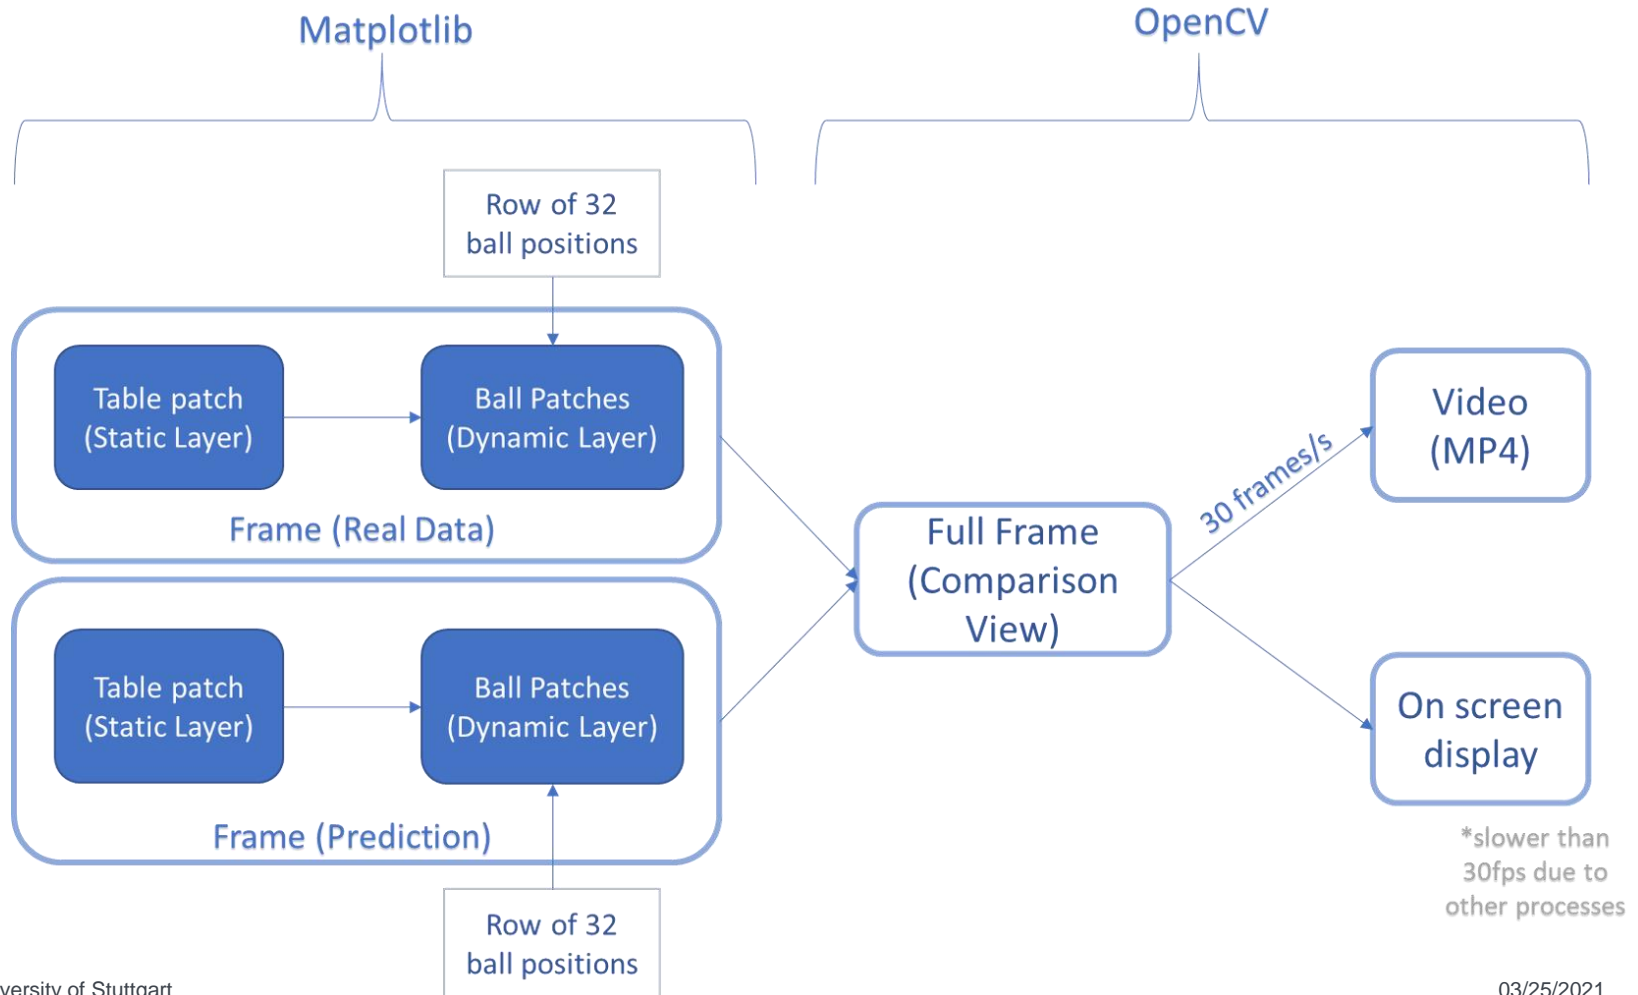 Matplotlib
OpenCV
Row of 32
ball positions
Table patch
(Static Layer)
Ball Patches
(Dynamic Layer)
Frame (Real Data)
Table patch
(Static Layer)
Ball Patches
(Dynamic Layer)
Frame (Prediction)
Row of 32
ball positions
Full Frame
(Comparison
View)
30 frames/s
Video
(MP4)
On screen
display
*slower than
30fps due to
other processes
versity of Stuttgart
03/25/2021